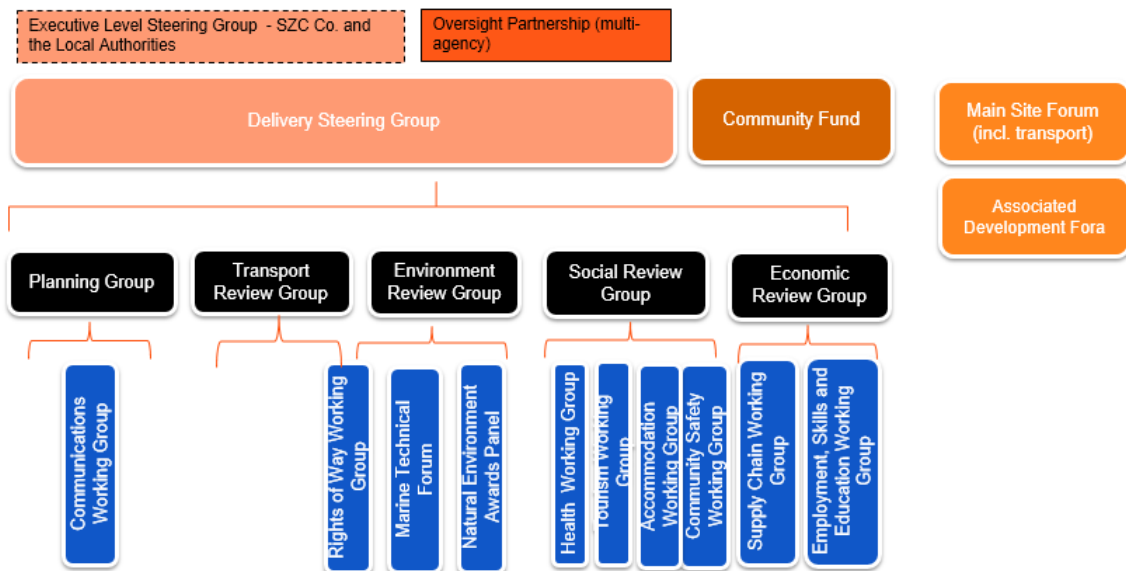 Executive Level Steering Group - SZC Co. and
the Local Authorities
Oversight Partnership (multi-
agency)
Delivery Steering Group
Community Fund
Main Site Forum
(incl. transport)
Associated
Development Fora
Planning Group
Transport
Review Group
Environment
Review Group
Social Review
Group
Economic
Review Group
Communications
Working Group
Rights of Way Working
Group
Marine Technical
Forum
Natural Environment
Awards Panel
Health Working Group
Tourism Working
Group
Accommodation
Working Group
Community Safety
Working Group
Supply Chain Working
Group
Employment, Skills and
Education Working
Group